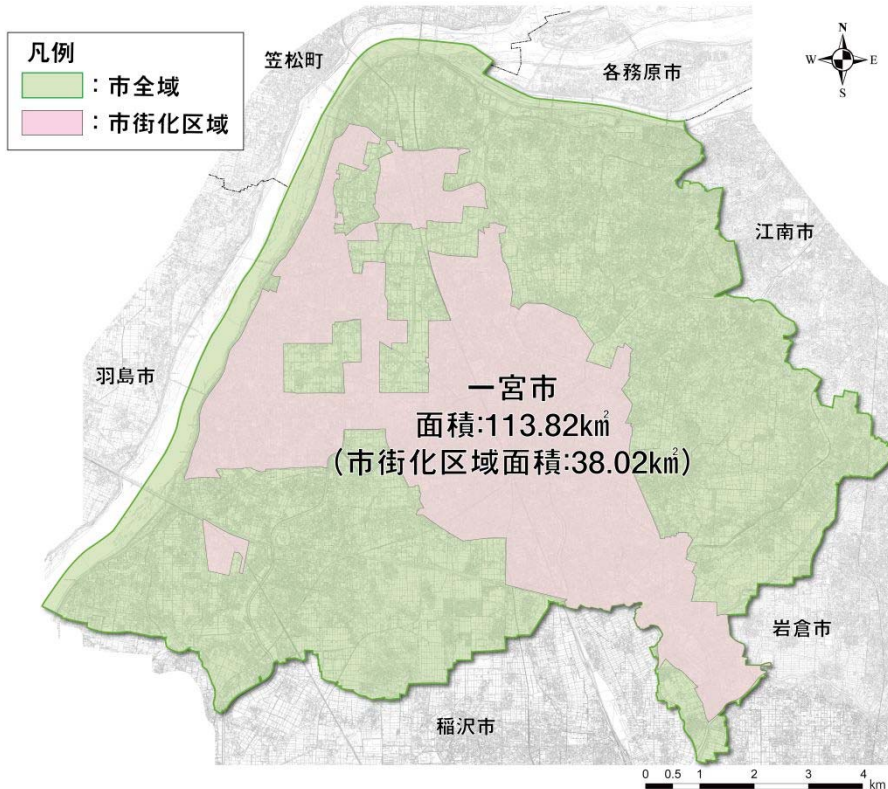 凡例
：市全域
：市街化区域
笠松町
各務原市
N
W E
S
江南市
羽島市
一宮市
面積:113.82k㎡
（市街化区域面積:38.02k㎡）
岩倉市
稲沢市
0 0.5 1 2 3 4
km